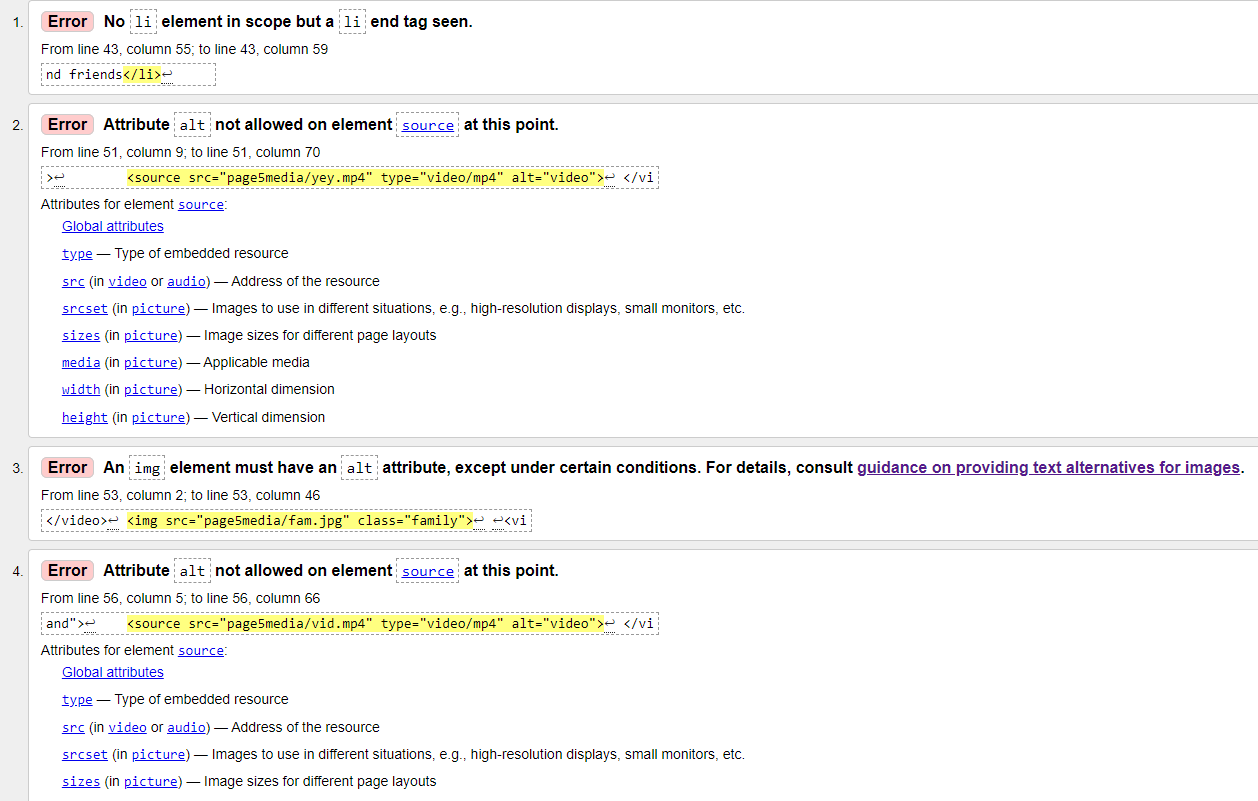 1. Error No li element in scope but a li end tag seen.
From line 43, column 55; to line 43, column 59
nd friends</li>↩
2. Error Attribute alt not allowed on element source at this point.
From line 51, column 9; to line 51, column 70
>↩ <source src="page5media/yey.mp4" type="video/mp4" alt="video">↩ </vi
Attributes for element source:
Global attributes
type — Type of embedded resource
src (in video or audio) — Address of the resource
srcset (in picture) — Images to use in different situations, e.g., high-resolution displays, small monitors, etc.
sizes (in picture) — Image sizes for different page layouts
media (in picture) — Applicable media
width (in picture) — Horizontal dimension
height (in picture) — Vertical dimension
3. Error An img element must have an alt attribute, except under certain conditions. For details, consult guidance on providing text alternatives for images.
From line 53, column 2; to line 53, column 46
</video>↩ <img src="page5media/fam.jpg" class="family">↩ ↩<vi
4. Error Attribute alt not allowed on element source at this point.
From line 56, column 5; to line 56, column 66
and">↩ <source src="page5media/vid.mp4" type="video/mp4" alt="video">↩ </vi
Attributes for element source:
Global attributes
type — Type of embedded resource
src (in video or audio) — Address of the resource
srcset (in picture) — Images to use in different situations, e.g., high-resolution displays, small monitors, etc.
sizes (in picture) — Image sizes for different page layouts